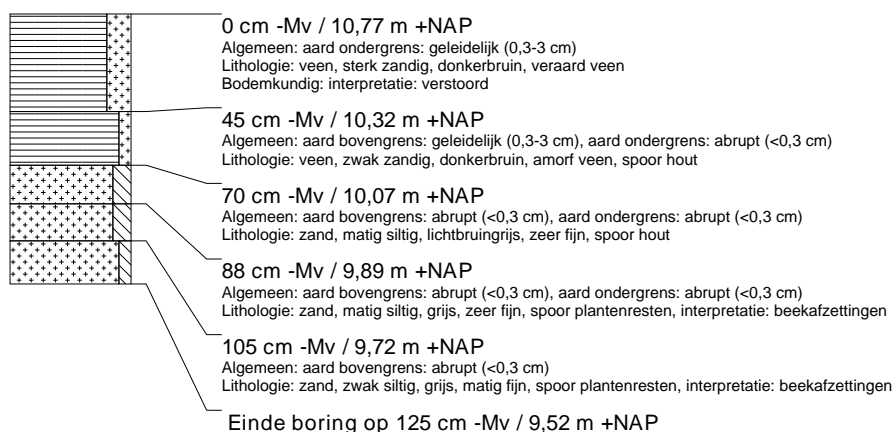 0 cm -Mv / 10,77 m +NAP
Algemeen: aard ondergrens: geleidelijk (0,3-3 cm)
Lithologie: veen, sterk zandig, donkerbruin, veraard veen
Bodemkundig: interpretatie: verstoord
45 cm -Mv / 10,32 m +NAP
Algemeen: aard bovengrens: geleidelijk (0,3-3 cm), aard ondergrens: abrupt (<0,3 cm)
Lithologie: veen, zwak zandig, donkerbruin, amorf veen, spoor hout
70 cm -Mv / 10,07 m +NAP
Algemeen: aard bovengrens: abrupt (<0,3 cm), aard ondergrens: abrupt (<0,3 cm)
Lithologie: zand, matig siltig, lichtbruingrijs, zeer fijn, spoor hout
88 cm -Mv / 9,89 m +NAP
Algemeen: aard bovengrens: abrupt (<0,3 cm), aard ondergrens: abrupt (<0,3 cm)
Lithologie: zand, matig siltig, grijs, zeer fijn, spoor plantenresten, interpretatie: beekafzettingen
105 cm -Mv / 9,72 m +NAP
Algemeen: aard bovengrens: abrupt (<0,3 cm)
Lithologie: zand, zwak siltig, grijs, matig fijn, spoor plantenresten, interpretatie: beekafzettingen
Einde boring op 125 cm -Mv / 9,52 m +NAP